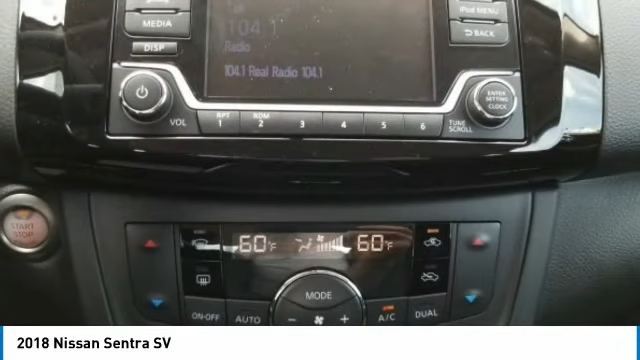 104.1
iPod MENU
MEDIA
BACK
Radio
DISP
104.1 Real Radio 104.1
ENTER
SETTING
CLOCK
VOL
RPT
1
RDM
2
3
4
5
6
TUNE
SCROLL
START
STOP
60°F
60°F
MODE
ON·OFF
AUTO
−
+
A/C
DUAL
2018 Nissan Sentra SV